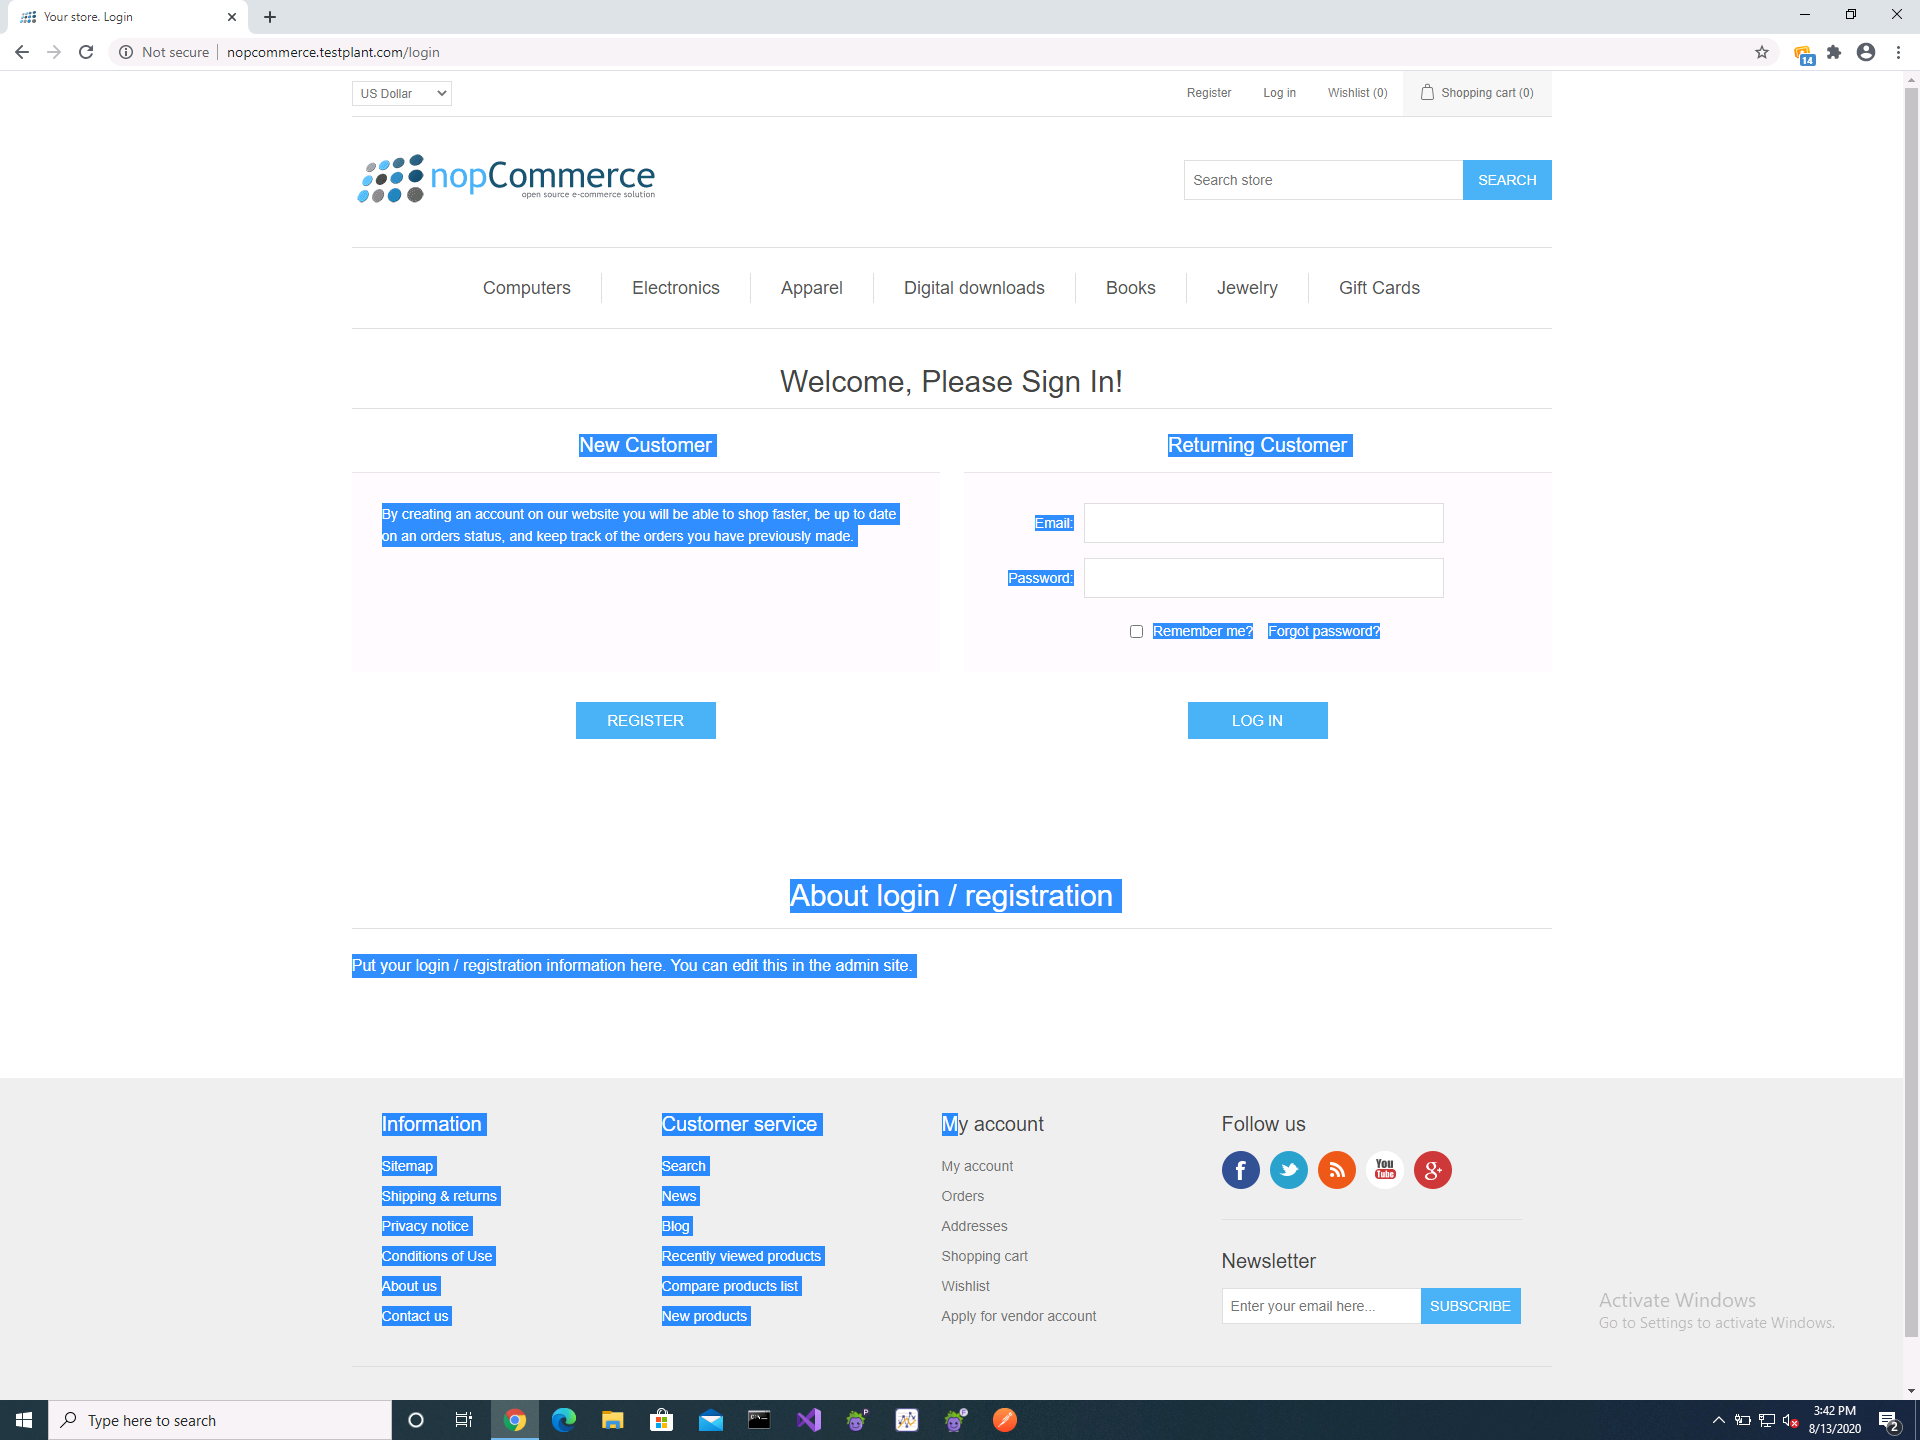 Your store. Login
Not secure
nopcommerce.testplant.com/login
14
US Dollar
Register
Log in
Wishlist (0)
Shopping cart (0)
nopCommerce
open source e-commerce solution
Search store
SEARCH
Computers
Electronics
Apparel
Digital downloads
Books
Jewelry
Gift Cards
Welcome, Please Sign In!
New Customer
By creating an account on our website you will be able to shop faster, be up to date
on an orders status, and keep track of the orders you have previously made.
REGISTER
Returning Customer
Email:
Password:
Remember me?
Forgot password?
LOG IN
About login / registration
Put your login / registration information here. You can edit this in the admin site.
Information
Sitemap
Shipping & returns
Privacy notice
Conditions of Use
About us
Contact us
Customer service
Search
News
Blog
Recently viewed products
Compare products list
New products
My account
My account
Orders
Addresses
Shopping cart
Wishlist
Apply for vendor account
Follow us
f
You
Tube
g+
Newsletter
Enter your email here...
SUBSCRIBE
Activate Windows
Go to Settings to activate Windows.
Type here to search
P
F
3:42 PM
8/13/2020
2